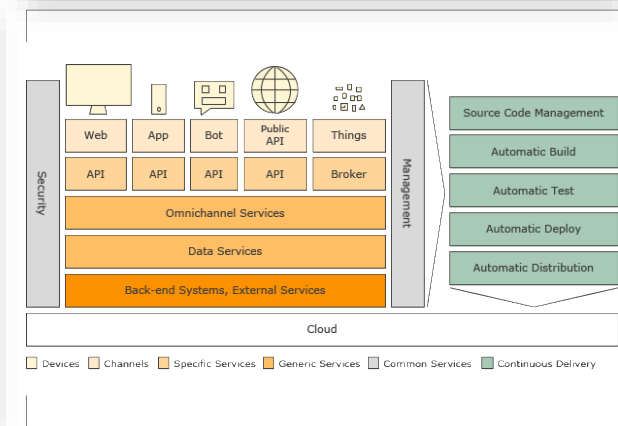 Security
Web
App
Bot
Public
API
Things
API
API
API
API
Broker
Omnichannel Services
Data Services
Back-end Systems, External Services
Management
Source Code Management
Automatic Build
Automatic Test
Automatic Deploy
Automatic Distribution
Cloud
Devices Channels Specific Services Generic Services Common Services Continuous Delivery